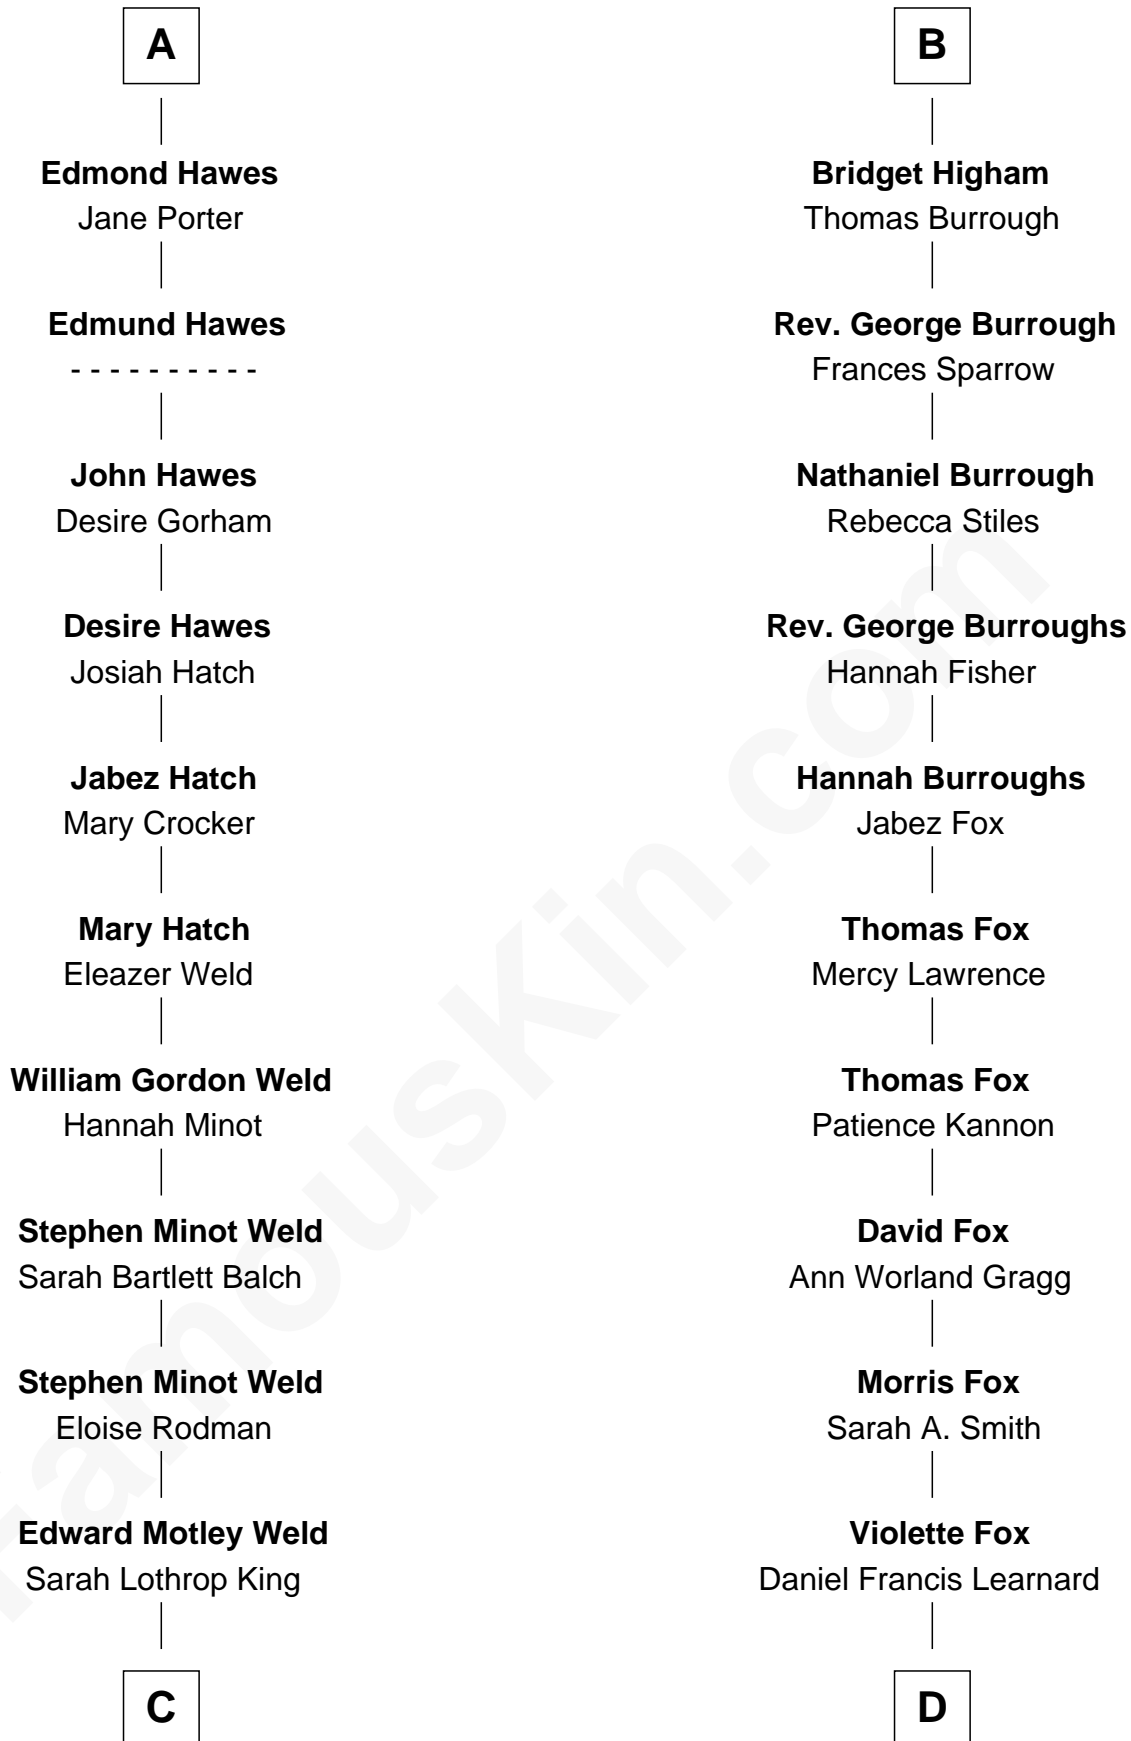 A
Edmond Hawes
Jane Porter
Edmund Hawes
- - - - - - - - - -
John Hawes
Desire Gorham
Desire Hawes
Josiah Hatch
Jabez Hatch
Mary Crocker
Mary Hatch
Eleazer Weld
William Gordon Weld
Hannah Minot
Stephen Minot Weld
Sarah Bartlett Balch
Stephen Minot Weld
Eloise Rodman
Edward Motley Weld
Sarah Lothrop King
C
B
Bridget Higham
Thomas Burrough
Rev. George Burrough
Frances Sparrow
Nathaniel Burrough
Rebecca Stiles
Rev. George Burroughs
Hannah Fisher
Hannah Burroughs
Jabez Fox
Thomas Fox
Mercy Lawrence
Thomas Fox
Patience Kannon
David Fox
Ann Worland Gragg
Morris Fox
Sarah A. Smith
Violette Fox
Daniel Francis Learnard
D
FamousKin.com